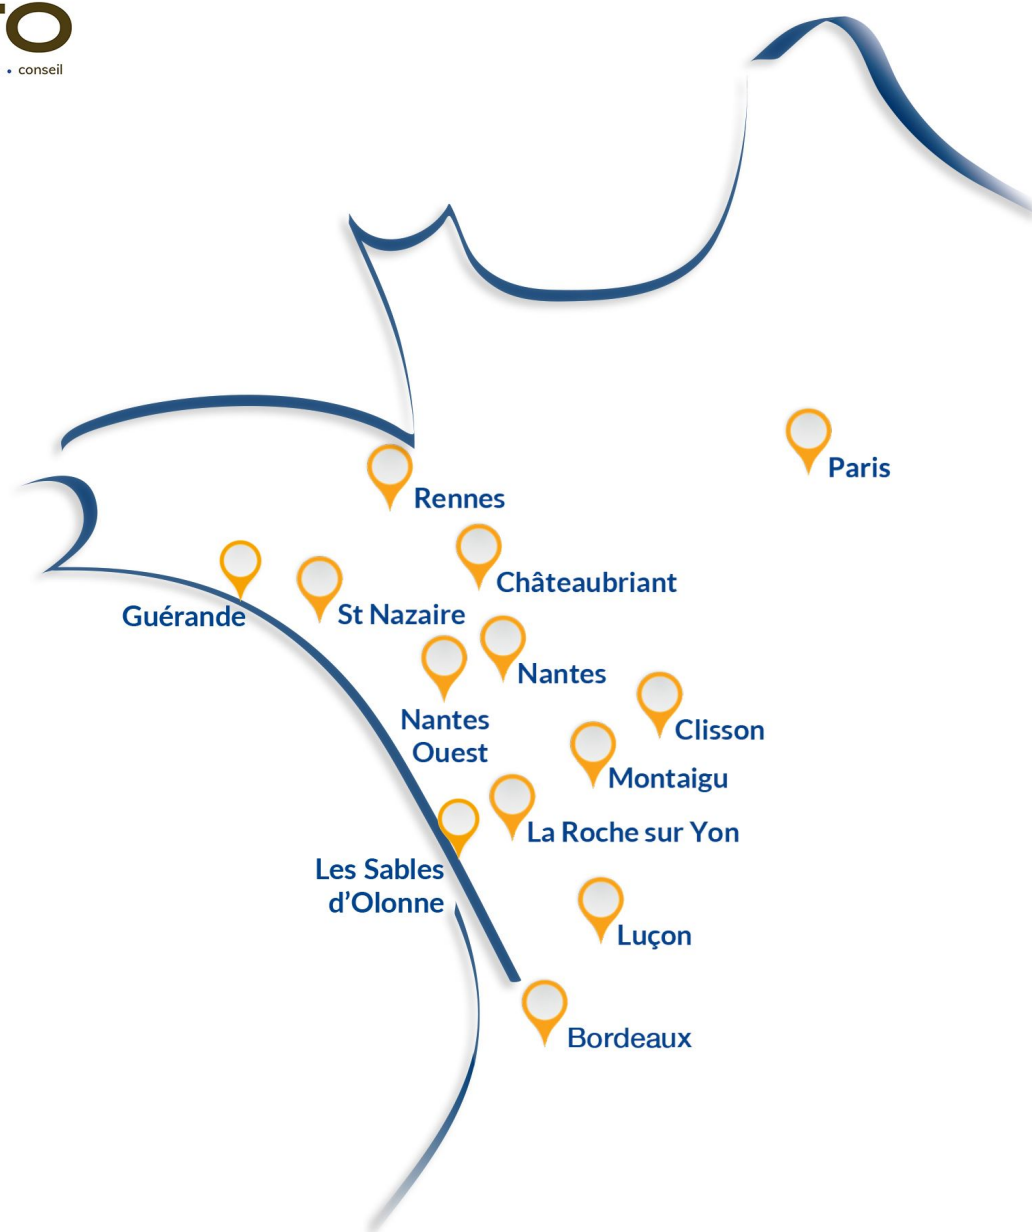 • conseil
Paris
Rennes
Châteaubriant
Guérande
St Nazaire
Nantes
Nantes
Ouest
Clisson
Montaigu
La Roche sur Yon
Les Sables
d’Olonne
Luçon
Bordeaux